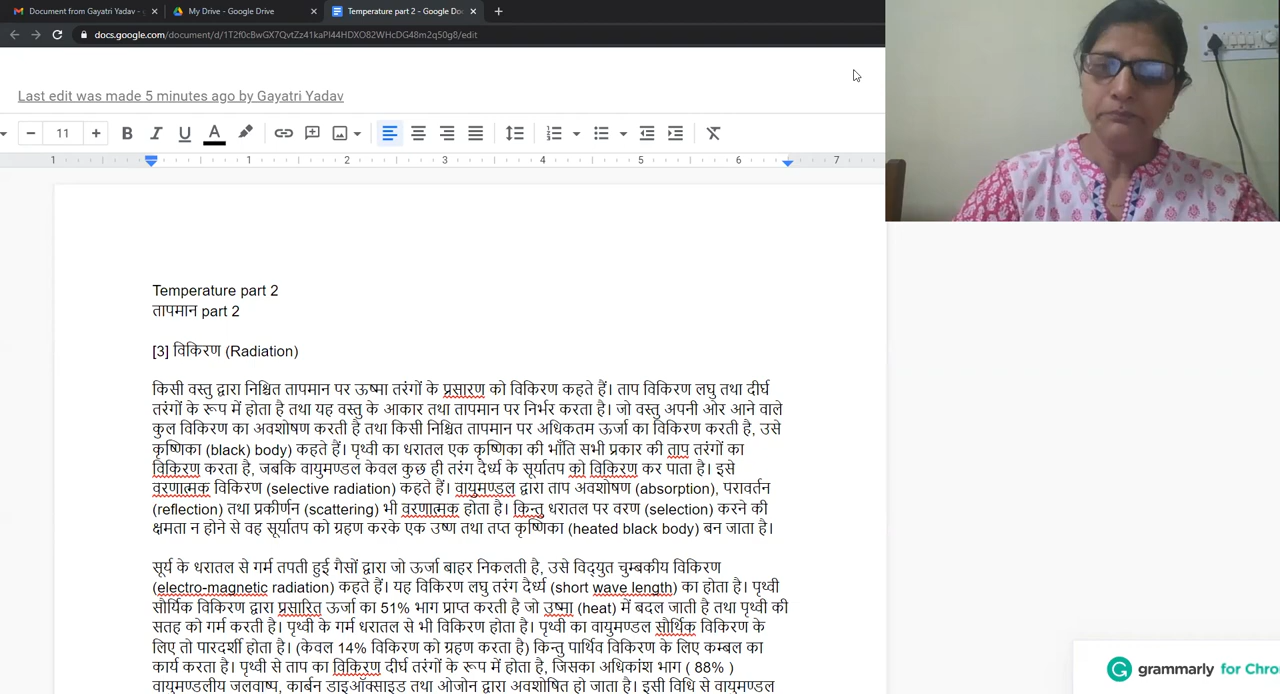 Document from Gayatri Yadav -
My Drive - Google Drive
Temperature part 2 - Google Do
docs.google.com/document/d/1T2f0cBwGX7QvtZz41kaPl44HDXO82WHcDG48m2q50g8/edit
Last edit was made 5 minutes ago by Gayatri Yadav
11
1 1 2 3 4 5 6 7
Temperature part 2
तापमान part 2
[3] विकिरण (Radiation)
किसी वस्तु द्वारा निश्चित तापमान पर ऊष्मा तरंगों के प्रसारण को विकिरण कहते हैं। ताप विकिरण लघु तथा दीर्घ
तरंगों के रूप में होता है तथा यह वस्तु के आकार तथा तापमान पर निर्भर करता है। जो वस्तु अपनी ओर आने वाले
कुल विकिरण का अवशोषण करती है तथा किसी निश्चित तापमान पर अधिकतम ऊर्जा का विकिरण करती है, उसे
कृष्णिका (black) body) कहते हैं। पृथ्वी का धरातल एक कृष्णिका की भाँति सभी प्रकार की ताप तरंगों का
विकिरण करता है, जबकि वायुमण्डल केवल कुछ ही तरंग दैर्ध्य के सूर्यातप को विकिरण कर पाता है। इसे
वरणात्मक विकिरण (selective radiation) कहते हैं। वायुमण्डल द्वारा ताप अवशोषण (absorption), परावर्तन
(reflection) तथा प्रकीर्णन (scattering) भी वरणात्मक होता है। किन्तु धरातल पर वरण (selection) करने की
क्षमता न होने से वह सूर्यातप को ग्रहण करके एक उष्ण तथा तप्त कृष्णिका (heated black body) बन जाता है।
सूर्य के धरातल से गर्म तपती हुई गैसों द्वारा जो ऊर्जा बाहर निकलती है, उसे विद्युत चुम्बकीय विकिरण
(electro-magnetic radiation) कहते हैं। यह विकिरण लघु तरंग दैर्ध्य (short wave length) का होता है। पृथ्वी
सौर्थिक विकिरण द्वारा प्रसारित ऊर्जा का 51% भाग प्राप्त करती है जो उष्मा (heat) में बदल जाती है तथा पृथ्वी की
सतह को गर्म करती है। पृथ्वी के गर्म धरातल से भी विकिरण होता है। पृथ्वी का वायुमण्डल सौर्थिक विकिरण के
लिए तो पारदर्शी होता है। (केवल 14% विकिरण को ग्रहण करता है) किन्तु पार्थिव विकिरण के लिए कम्बल का
कार्य करता है। पृथ्वी से ताप का विकिरण दीर्घ तरंगों के रूप में होता है, जिसका अधिकांश भाग ( 88% )
वायुमण्डलीय जलवाष्प, कार्बन डाइऑक्साइड तथा ओजोन द्वारा अवशोषित हो जाता है। इसी विधि से वायुमण्डल
grammarly for Chro